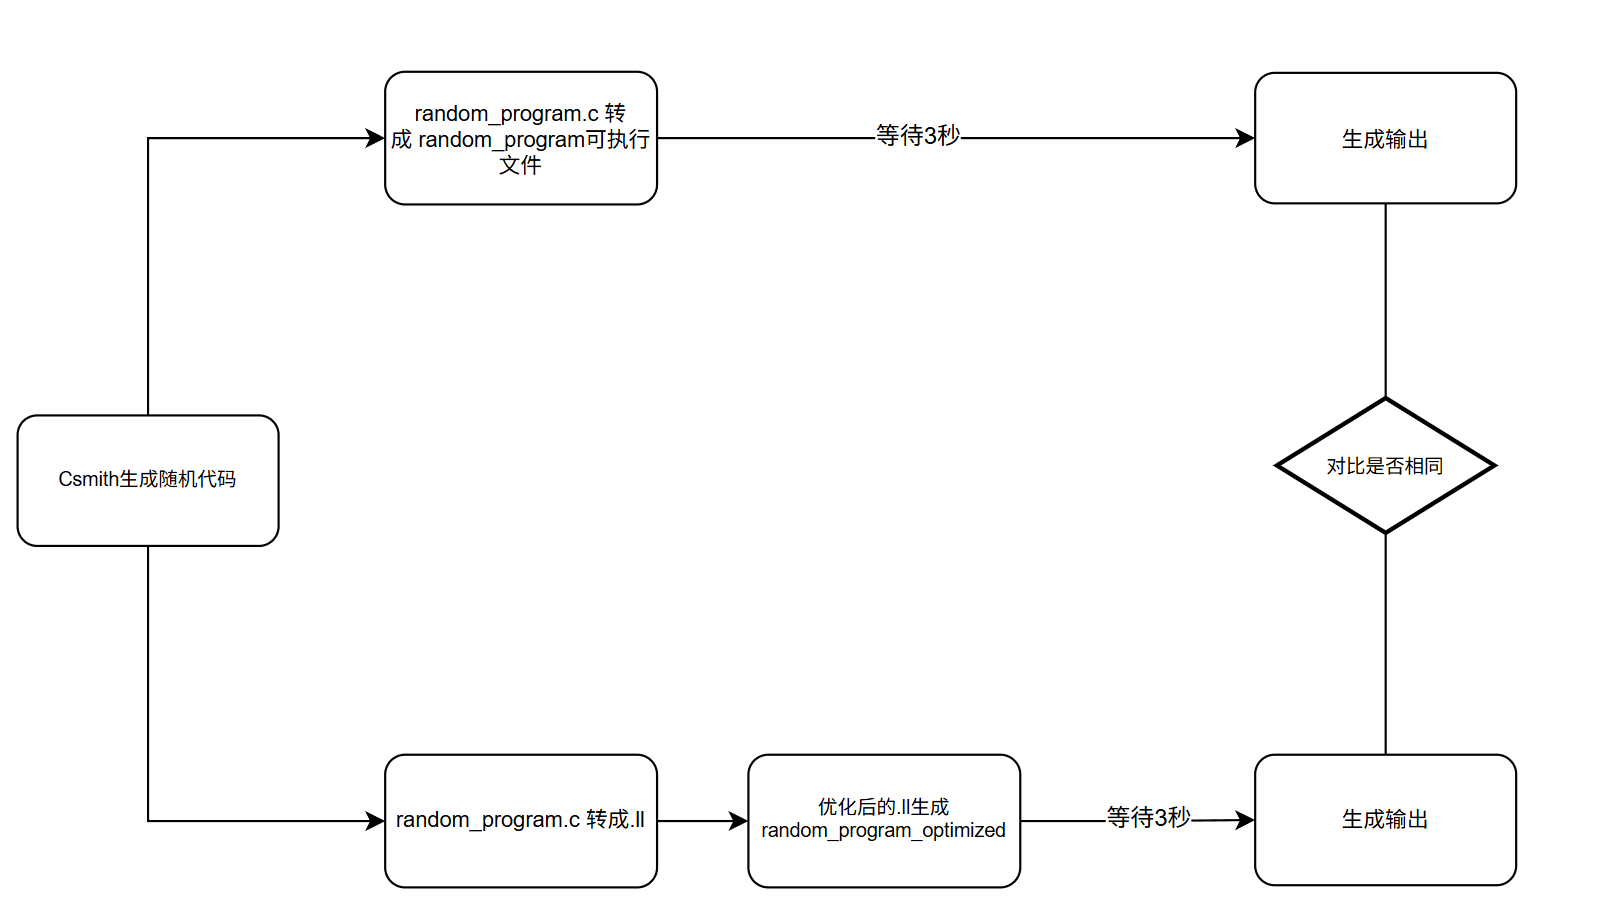 random_program.c 转
成 random_program可执行
文件
等待3秒
生成输出
Csmith生成随机代码
对比是否相同
random_program.c 转成.ll
优化后的.ll生成
random_program_optimized
等待3秒
生成输出